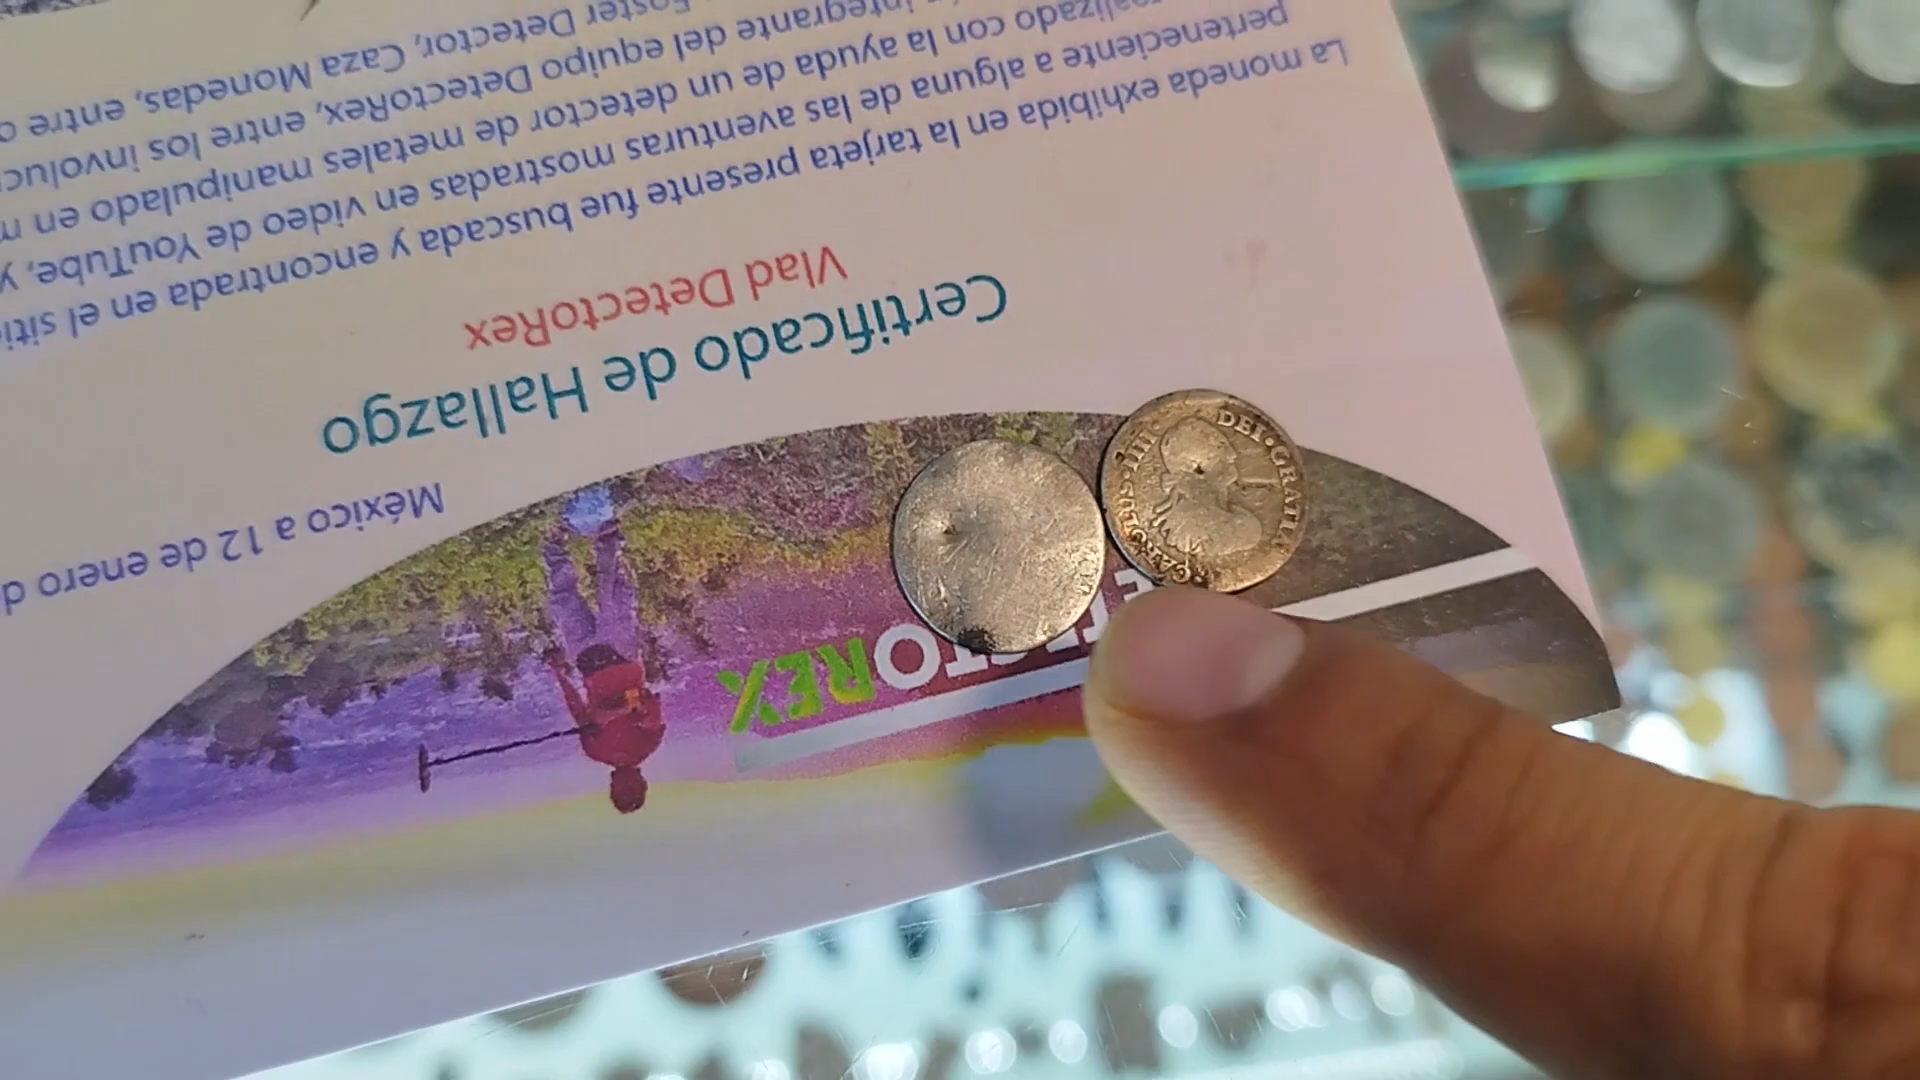 TOREX
México a 12 de enero
Certificado de Hallazgo
Vlad DetectoRex
La moneda exhibida en la tarjeta presente fue buscada y encontrada en el siti
perteneciente a alguna de las aventuras mostradas en video de YouTube, y
realizado con la ayuda de un detector de metales manipulado en
integrante del equipo DetectoRex, entre los involuc
Foster Detector, Caza Monedas, entre
·CAROLUS·III·DEI·GRATIA·